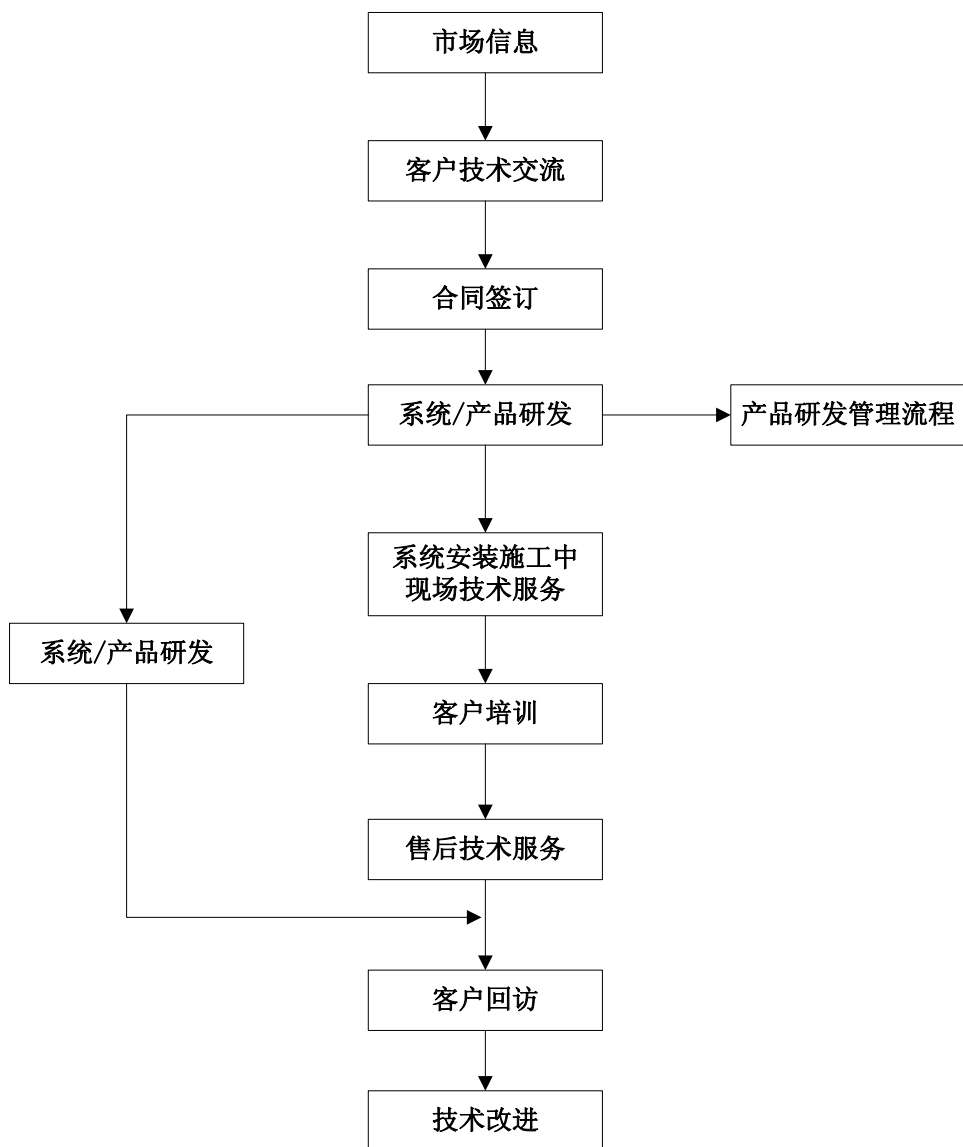 市场信息
客户技术交流
合同签订
系统/产品研发
产品研发管理流程
系统安装施工中
现场技术服务
系统/产品研发
客户培训
售后技术服务
客户回访
技术改进